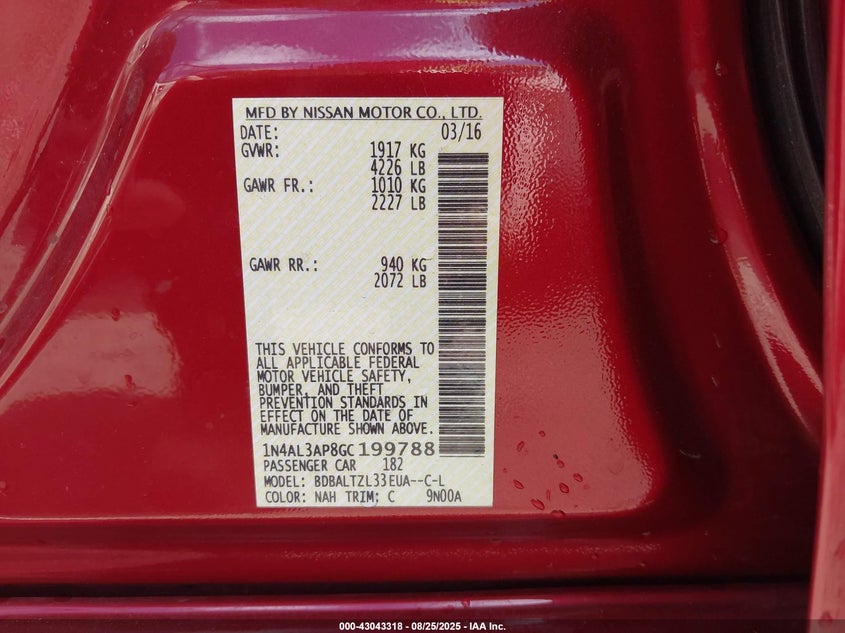 MFD BY NISSAN MOTOR CO., LTD.
DATE: 03/16
GVWR: 1917 KG
4226 LB
GAWR FR.: 1010 KG
2227 LB
GAWR RR.: 940 KG
2072 LB
THIS VEHICLE CONFORMS TO
ALL APPLICABLE FEDERAL
MOTOR VEHICLE SAFETY,
BUMPER, AND THEFT
PREVENTION STANDARDS IN
EFFECT ON THE DATE OF
MANUFACTURE SHOWN ABOVE.
1N4AL3AP8GC199788
PASSENGER CAR 182
MODEL: BDBALTZL33EUA--C-L
COLOR: NAH TRIM: C 9N00A
000-43043318 - 08/25/2025 - IAA Inc.